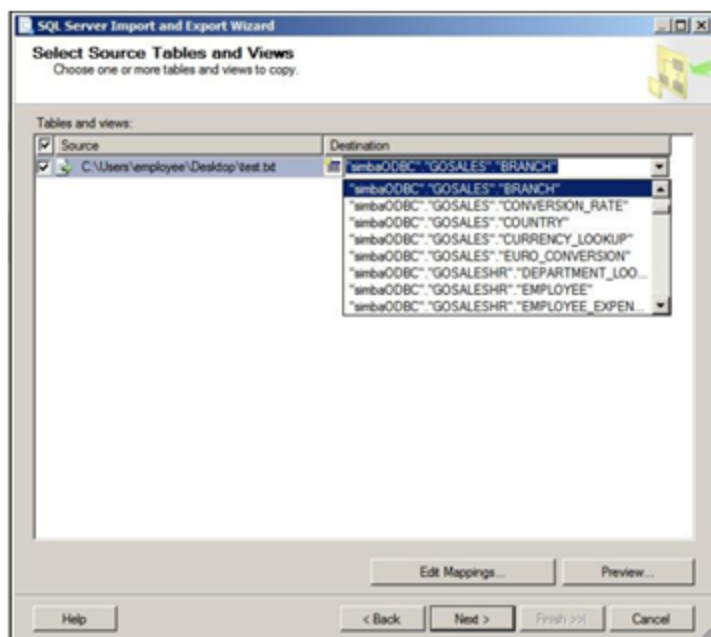 SQL Server Import and Export Wizard
Select Source Tables and Views
Choose one or more tables and views to copy.
Tables and views:
Source Destination
C:\Users\employee\Desktop\test.txt "simbaODBC"."GOSALES"."BRANCH"
"simbaODBC"."GOSALES"."BRANCH"
"simbaODBC"."GOSALES"."CONVERSION_RATE"
"simbaODBC"."GOSALES"."COUNTRY"
"simbaODBC"."GOSALES"."CURRENCY_LOOKUP"
"simbaODBC"."GOSALES"."EURO_CONVERSION"
"simbaODBC"."GOSALESHR"."DEPARTMENT_LOO...
"simbaODBC"."GOSALESHR"."EMPLOYEE"
"simbaODBC"."GOSALESHR"."EMPLOYEE_EXPEN...
Edit Mappings... Preview...
Help < Back Next > Finish >>| Cancel